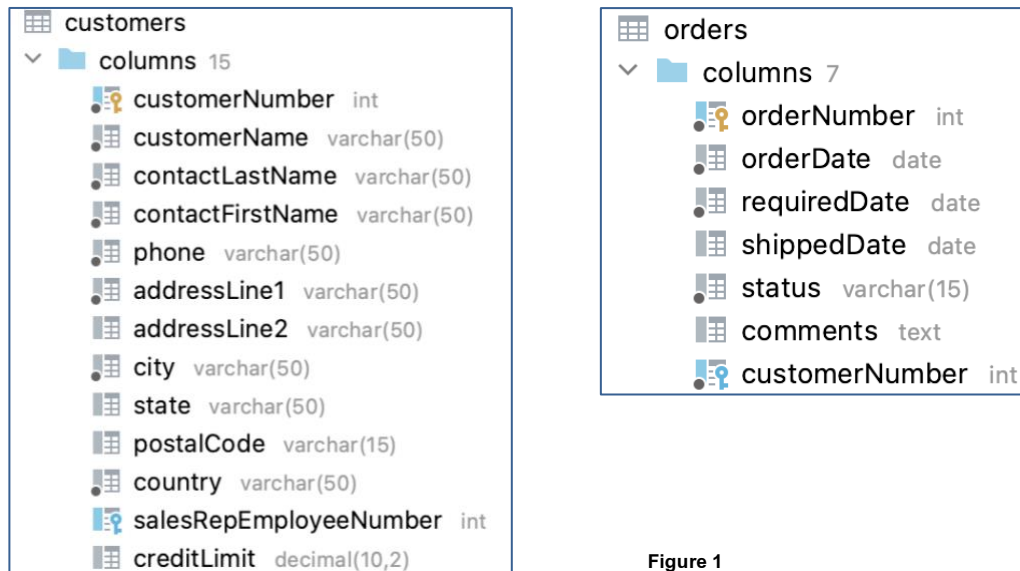 customers
columns 15
customerNumber int
customerName varchar(50)
contactLastName varchar(50)
contactFirstName varchar(50)
phone varchar(50)
addressLine1 varchar(50)
addressLine2 varchar(50)
city varchar(50)
state varchar(50)
postalCode varchar(15)
country varchar(50)
salesRepEmployeeNumber int
creditLimit decimal(10,2)
orders
columns 7
orderNumber int
orderDate date
requiredDate date
shippedDate date
status varchar(15)
comments text
customerNumber int
Figure 1